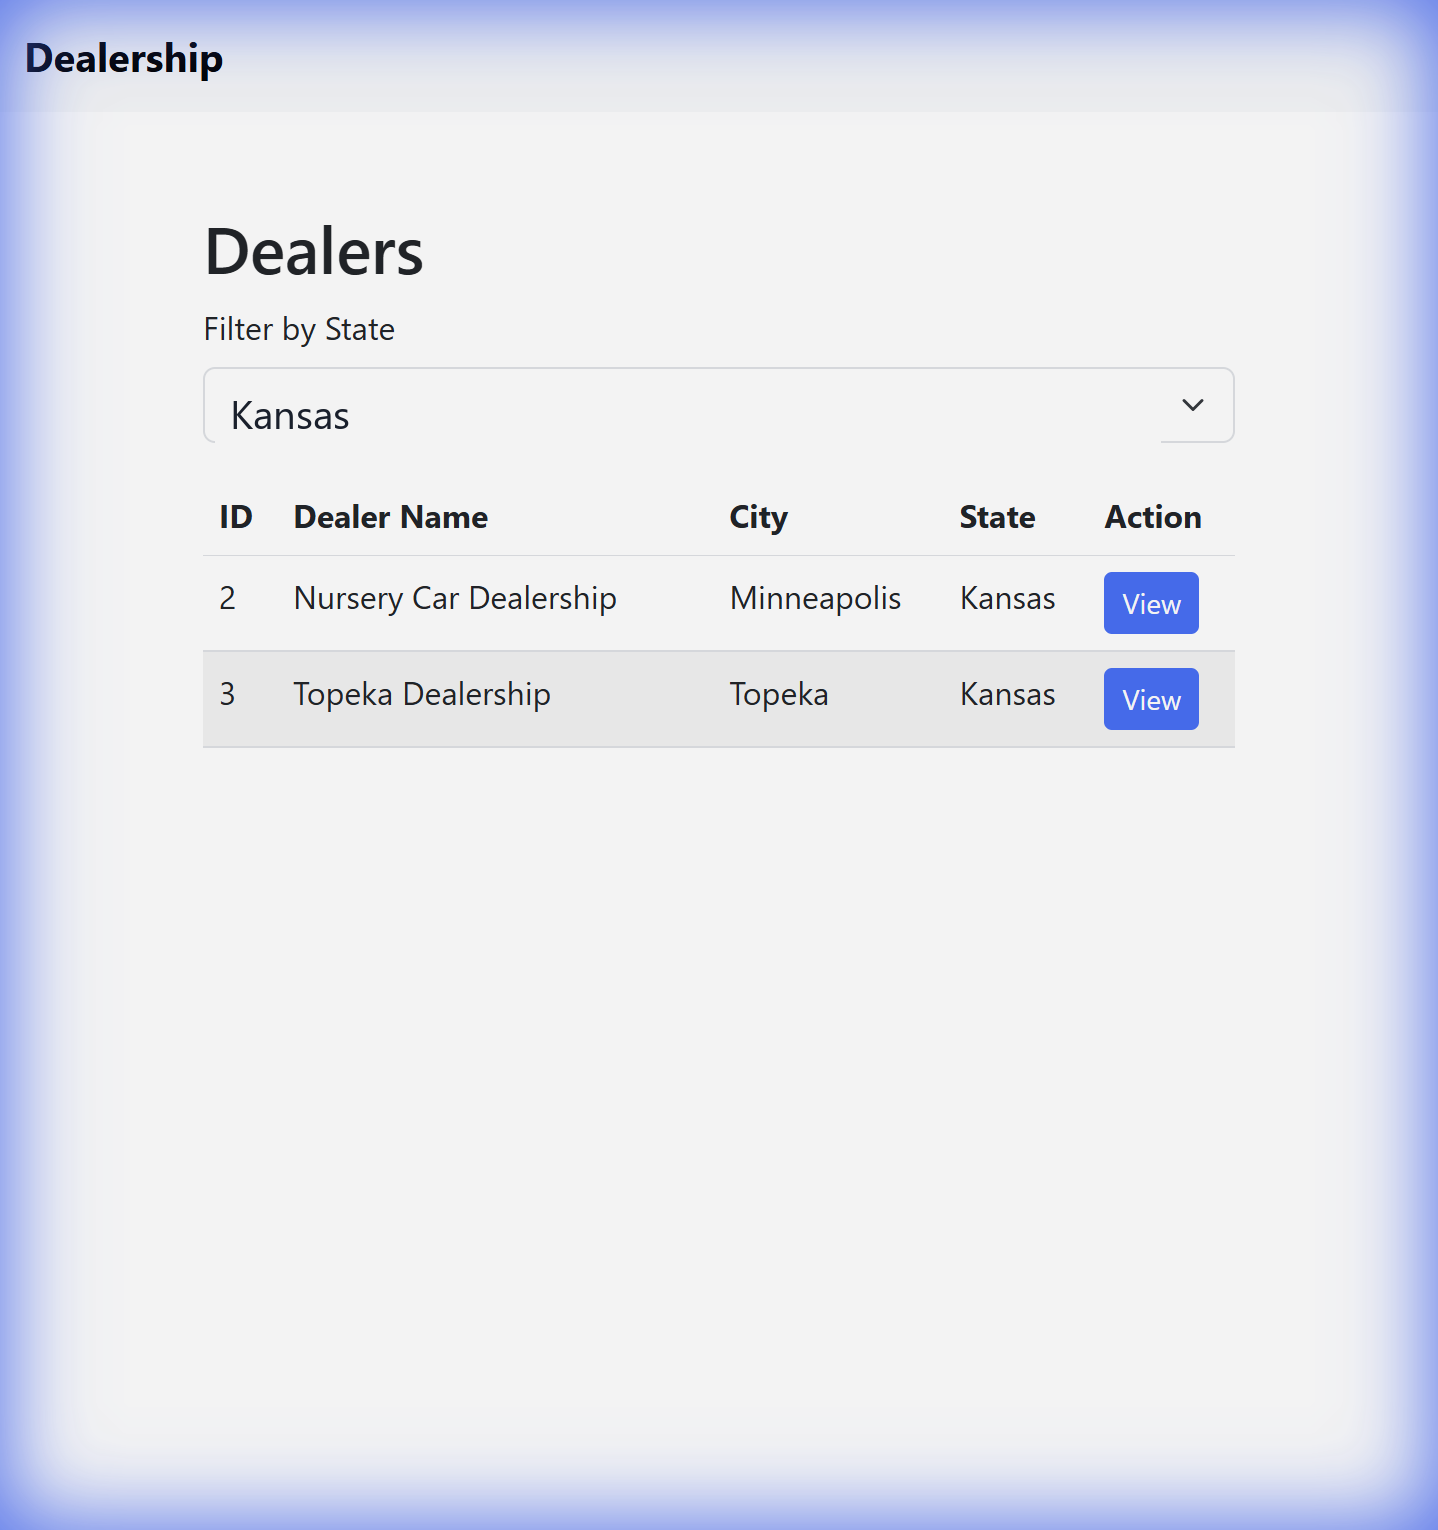 Dealership
Dealers
Filter by State
Kansas
ID Dealer Name City State Action
2 Nursery Car Dealership Minneapolis Kansas View
3 Topeka Dealership Topeka Kansas View